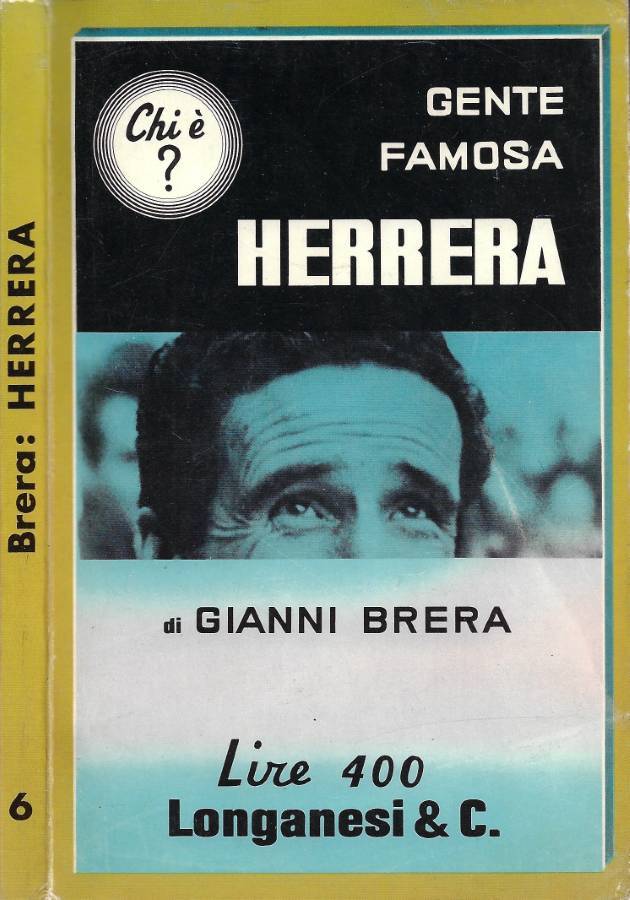 Brera: HERRERA
6
Chi è
?
GENTE
FAMOSA
HERRERA
di GIANNI BRERA
Lire 400
Longanesi & C.